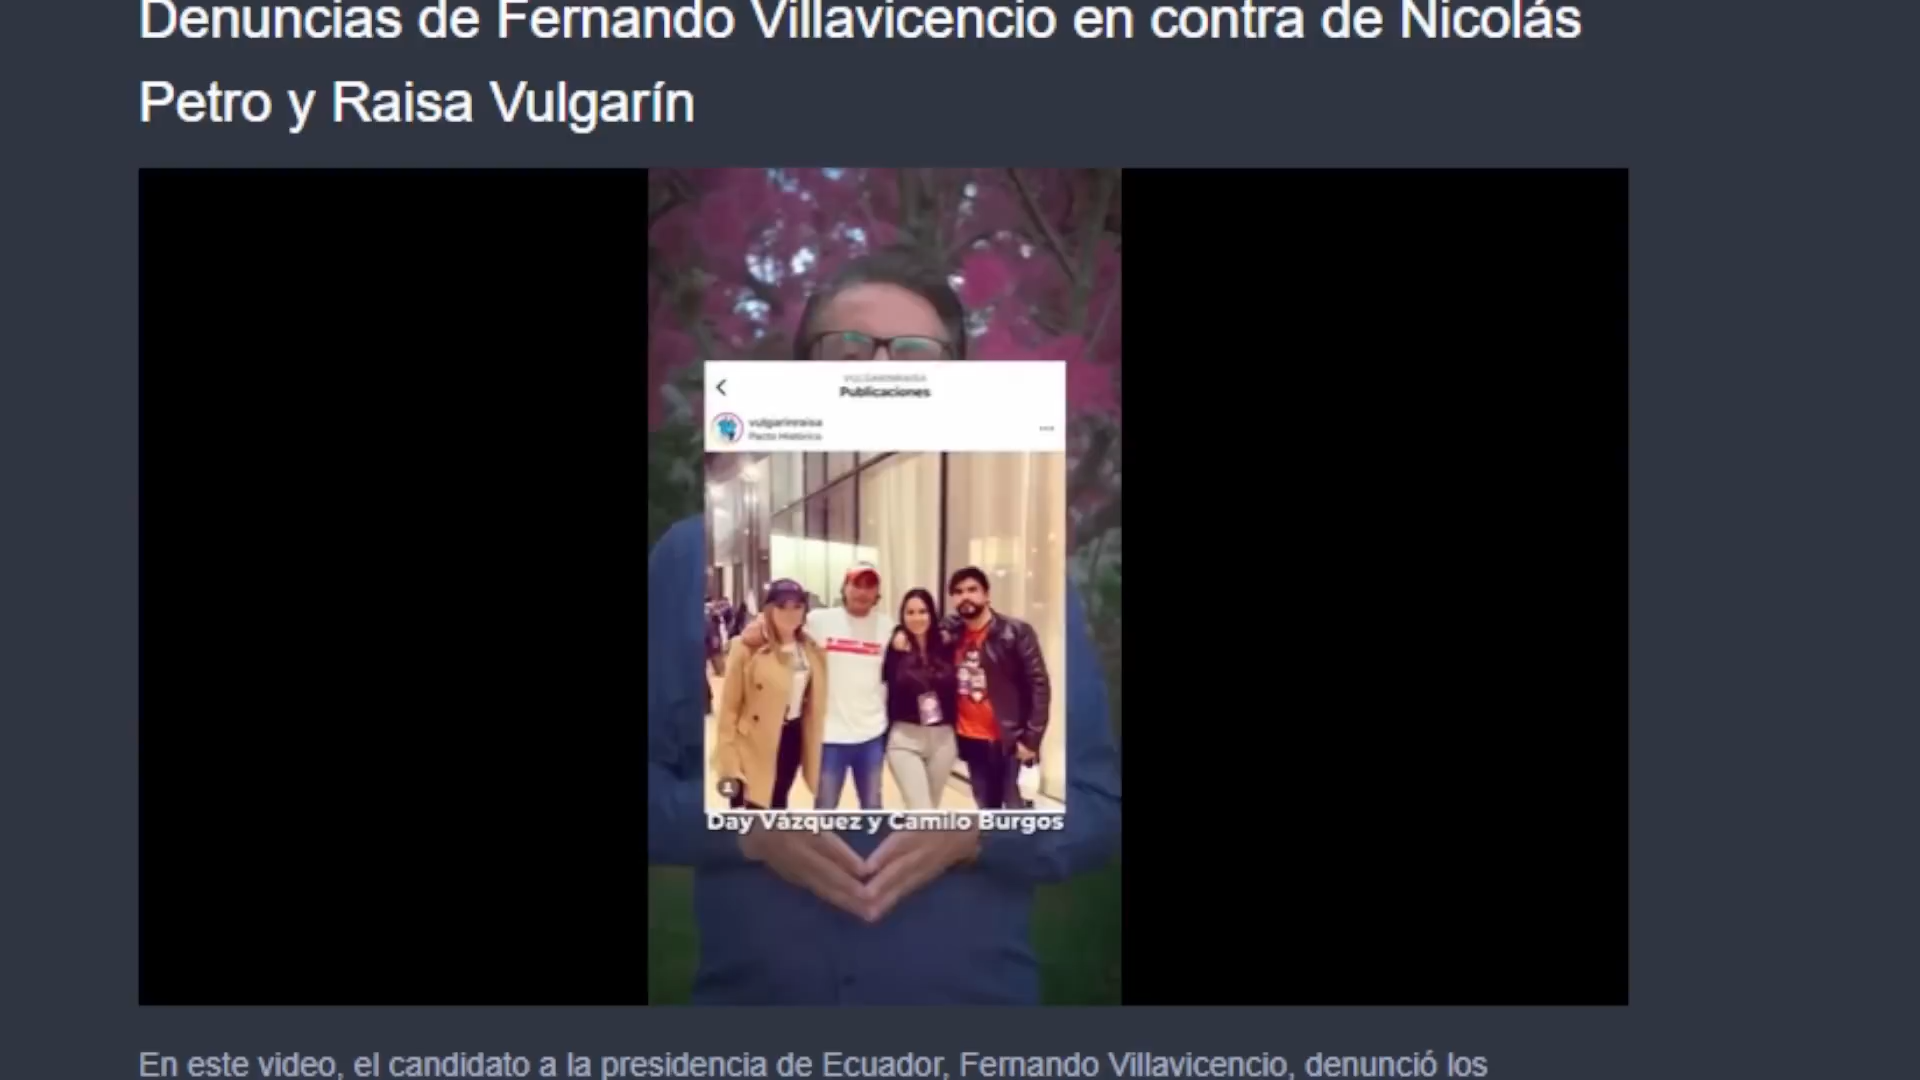 Denuncias de Fernando Villavicencio en contra de Nicolás
Petro y Raisa Vulgarín
VULGARINRAISA
Publicaciones
vulgarinraisa
Pacto Histórico
Day Vázquez y Camilo Burgos
En este video, el candidato a la presidencia de Ecuador, Fernando Villavicencio, denunció los